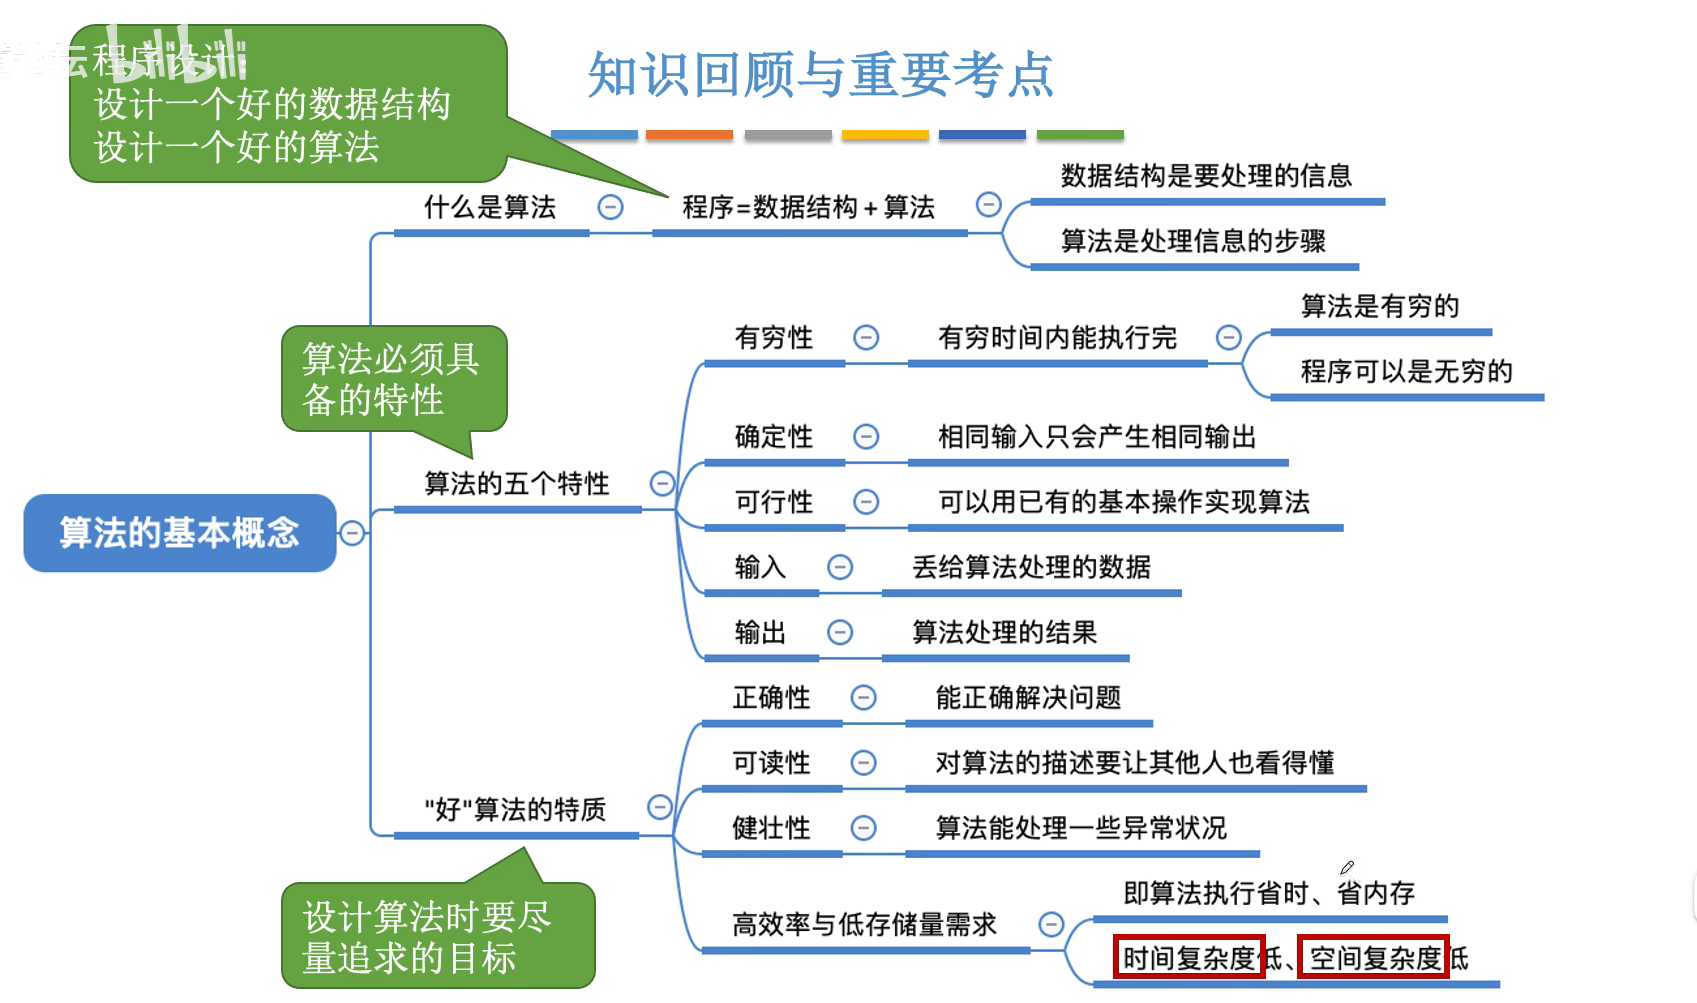 程序设计：
设计一个好的数据结构
设计一个好的算法
bilibili
知识回顾与重要考点
什么是算法
程序=数据结构+算法
数据结构是要处理的信息
算法是处理信息的步骤
算法必须具
备的特性
算法的五个特性
有穷性
有穷时间内能执行完
算法是有穷的
程序可以是无穷的
确定性
相同输入只会产生相同输出
可行性
可以用已有的基本操作实现算法
输入
丢给算法处理的数据
输出
算法处理的结果
算法的基本概念
"好"算法的特质
正确性
能正确解决问题
可读性
对算法的描述要让其他人也看得懂
健壮性
算法能处理一些异常状况
高效率与低存储量需求
即算法执行省时、省内存
时间复杂度低、空间复杂度低
设计算法时要尽
量追求的目标